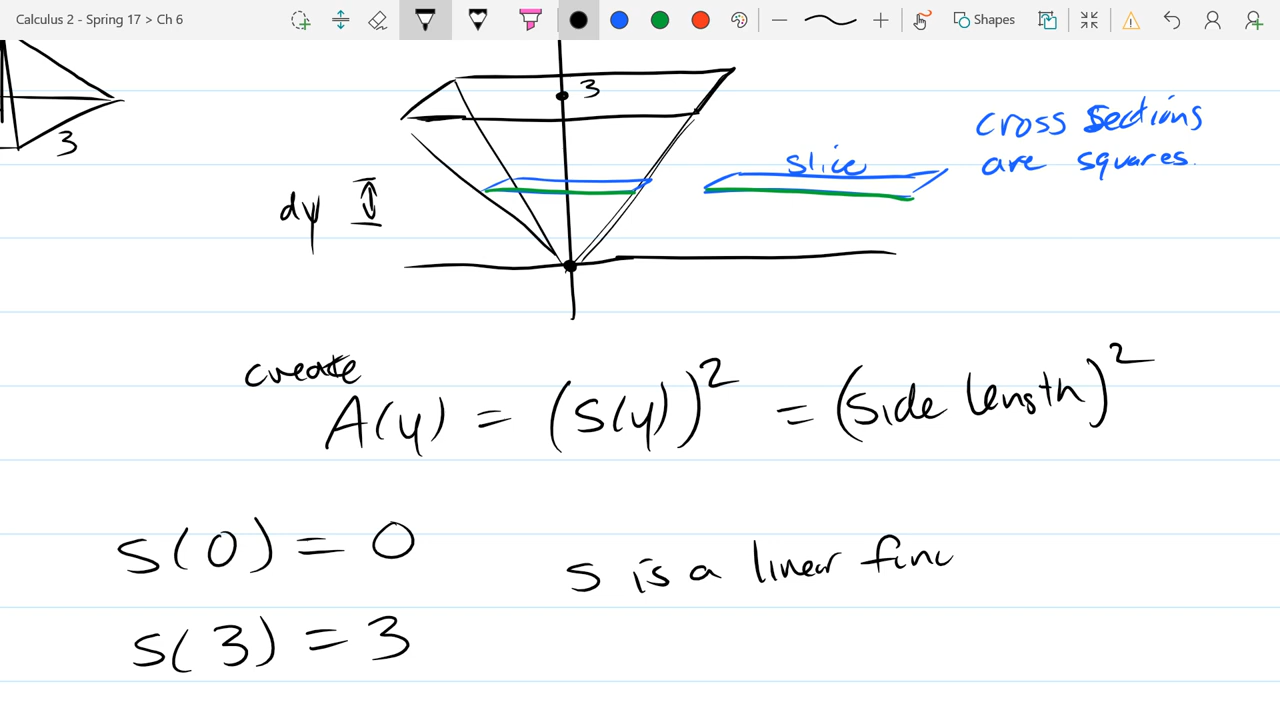 Calculus 2 - Spring 17 > Ch 6
Shapes
3
3
cross sections
are squares.
slice
dy
create
A(y) = (s(y))² = (side length)²
s(0) = 0
s is a linear func
s(3) = 3